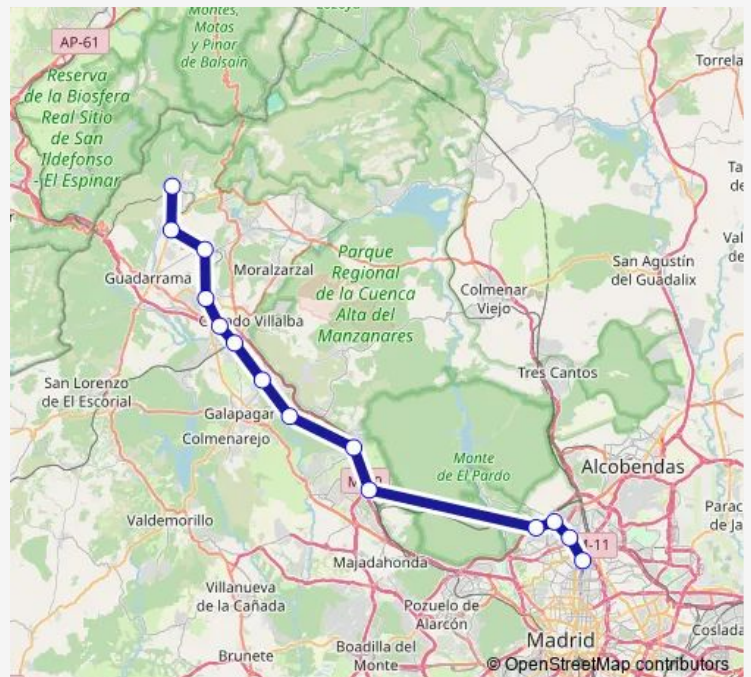 Montes,
Matas
y Pinar
de Balsaín
AP-61
Torrela
Reserva
de la Biosfera
Real Sitio
de San
Ildefonso
- El Espinar
Guadarrama
Moralzarzal
Parque
Regional
de la Cuenca
Alta del
Manzanares
San Agustín
del Guadalix
Colmenar
Viejo
Villalba
San Lorenzo
de El Escorial
Tres Cantos
Galapagar
Colmenarejo
Monte
de El Pardo
Alcobendas
Valdemorillo
M-11
Majadahonda
Villanueva
de la Cañada
Pozuelo de
Alarcón
Madrid
Boadilla del
Monte
Brunete
© OpenStreetMap contributors